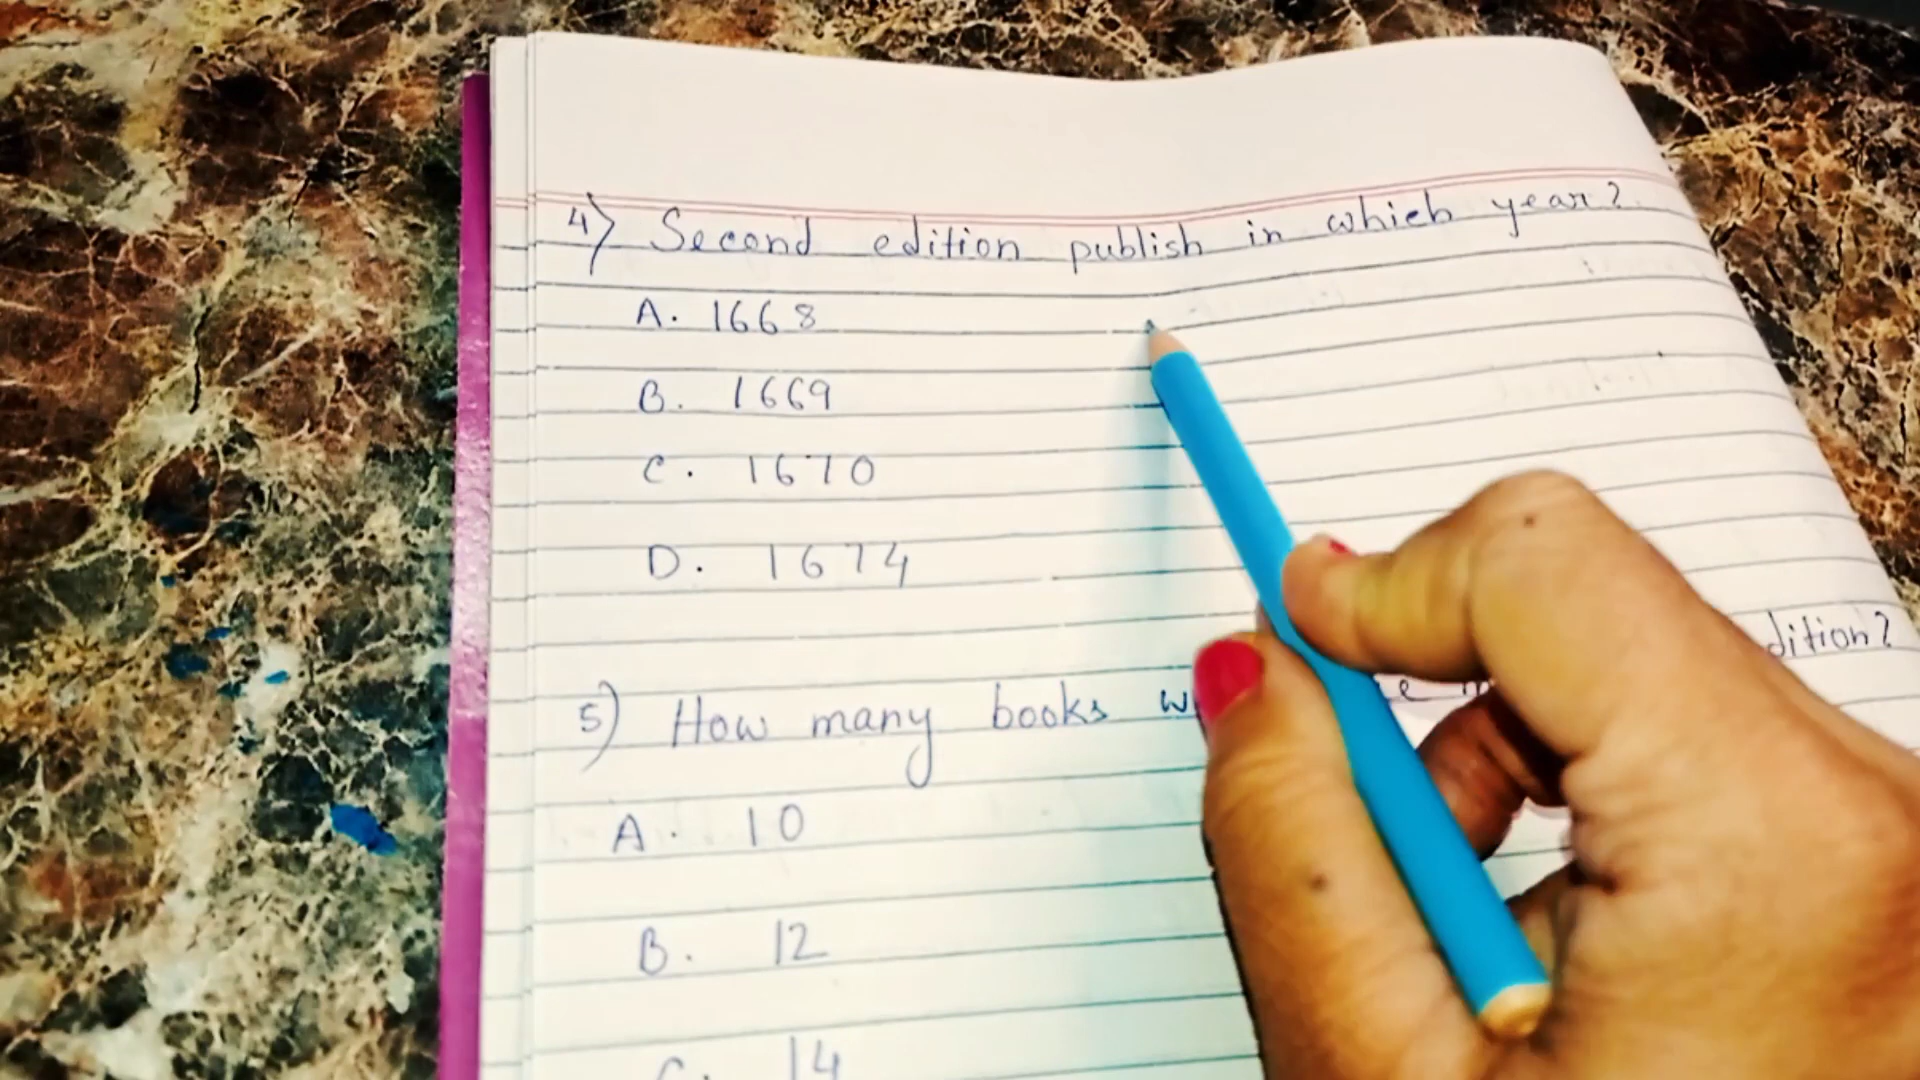 4) Second edition publish in which year?
A. 1668
B. 1669
C. 1670
D. 1674
5) How many books dition?
A. 10
B. 12
C. 14